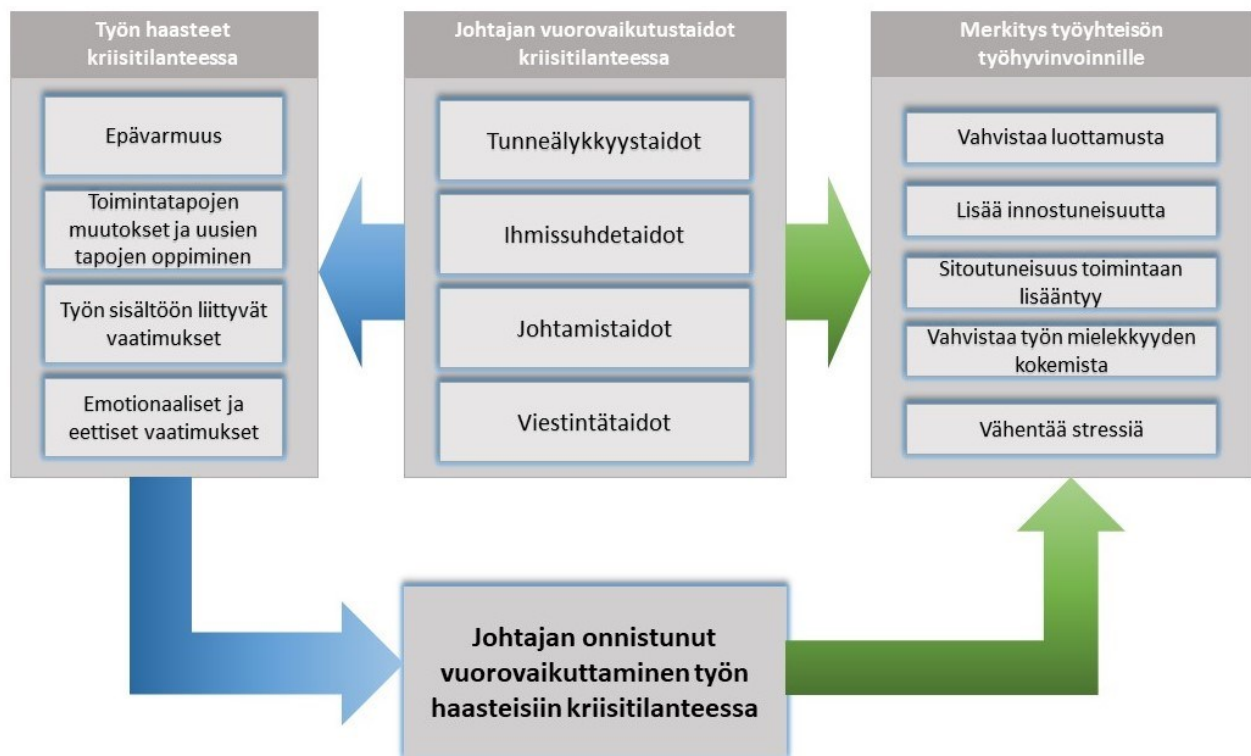 Työn haasteet
kriisitilanteessa
Epävarmuus
Toimintatapojen
muutokset ja uusien
tapojen oppiminen
Työn sisältöön liittyvät
vaatimukset
Emotionaaliset ja
eettiset vaatimukset
Johtajan vuorovaikutustaidot
kriisitilanteessa
Tunneälykkyystaidot
Ihmissuhdetaidot
Johtamistaidot
Viestintätaidot
Merkitys työyhteisön
työhyvinvoinnille
Vahvistaa luottamusta
Lisää innostuneisuutta
Sitoutuneisuus toimintaan
lisääntyy
Vahvistaa työn mielekkyyden
kokemista
Vähentää stressiä
Johtajan onnistunut
vuorovaikuttaminen työn
haasteisiin kriisitilanteessa